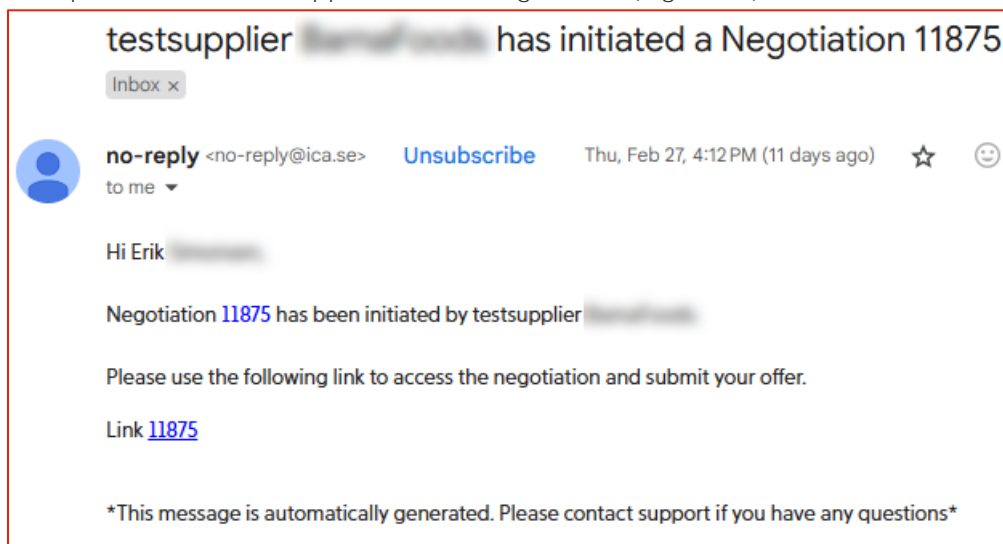 testsupplier has initiated a Negotiation 11875
Inbox ×
no-reply <no-reply@ica.se> Unsubscribe Thu, Feb 27, 4:12 PM (11 days ago)
to me
Hi Erik
Negotiation 11875 has been initiated by testsupplier
Please use the following link to access the negotiation and submit your offer.
Link 11875
*This message is automatically generated. Please contact support if you have any questions*